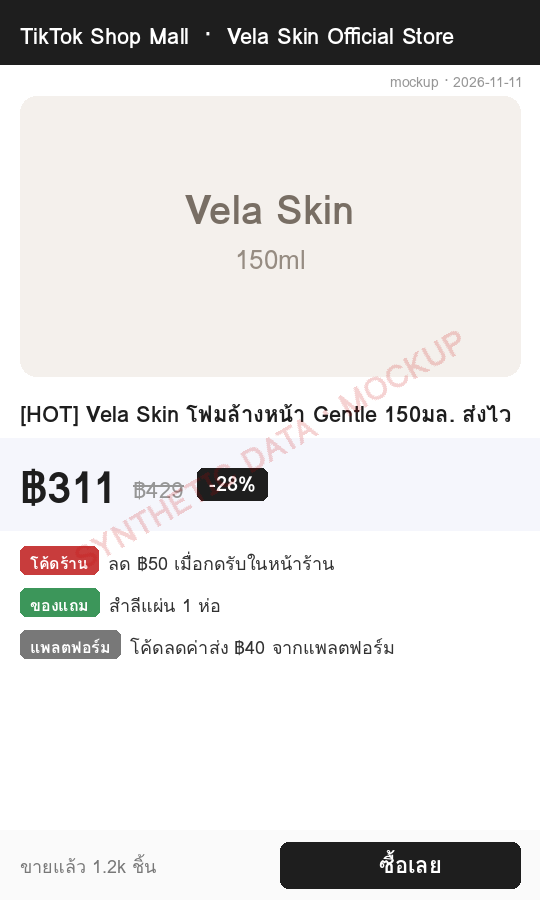 TikTok Shop Mall · Vela Skin Official Store
mockup · 2026-11-11
Vela Skin
150ml
SYNTHETIC DATA · MOCKUP
[HOT] Vela Skin โฟมล้างหน้า Gentle 150มล. ส่งไว
฿311 ฿429 -28%
โค้ดร้าน ลด ฿50 เมื่อกดรับในหน้าร้าน
ของแถม สำลีแผ่น 1 ห่อ
แพลตฟอร์ม โค้ดลดค่าส่ง ฿40 จากแพลตฟอร์ม
ขายแล้ว 1.2k ชิ้น ซื้อเลย